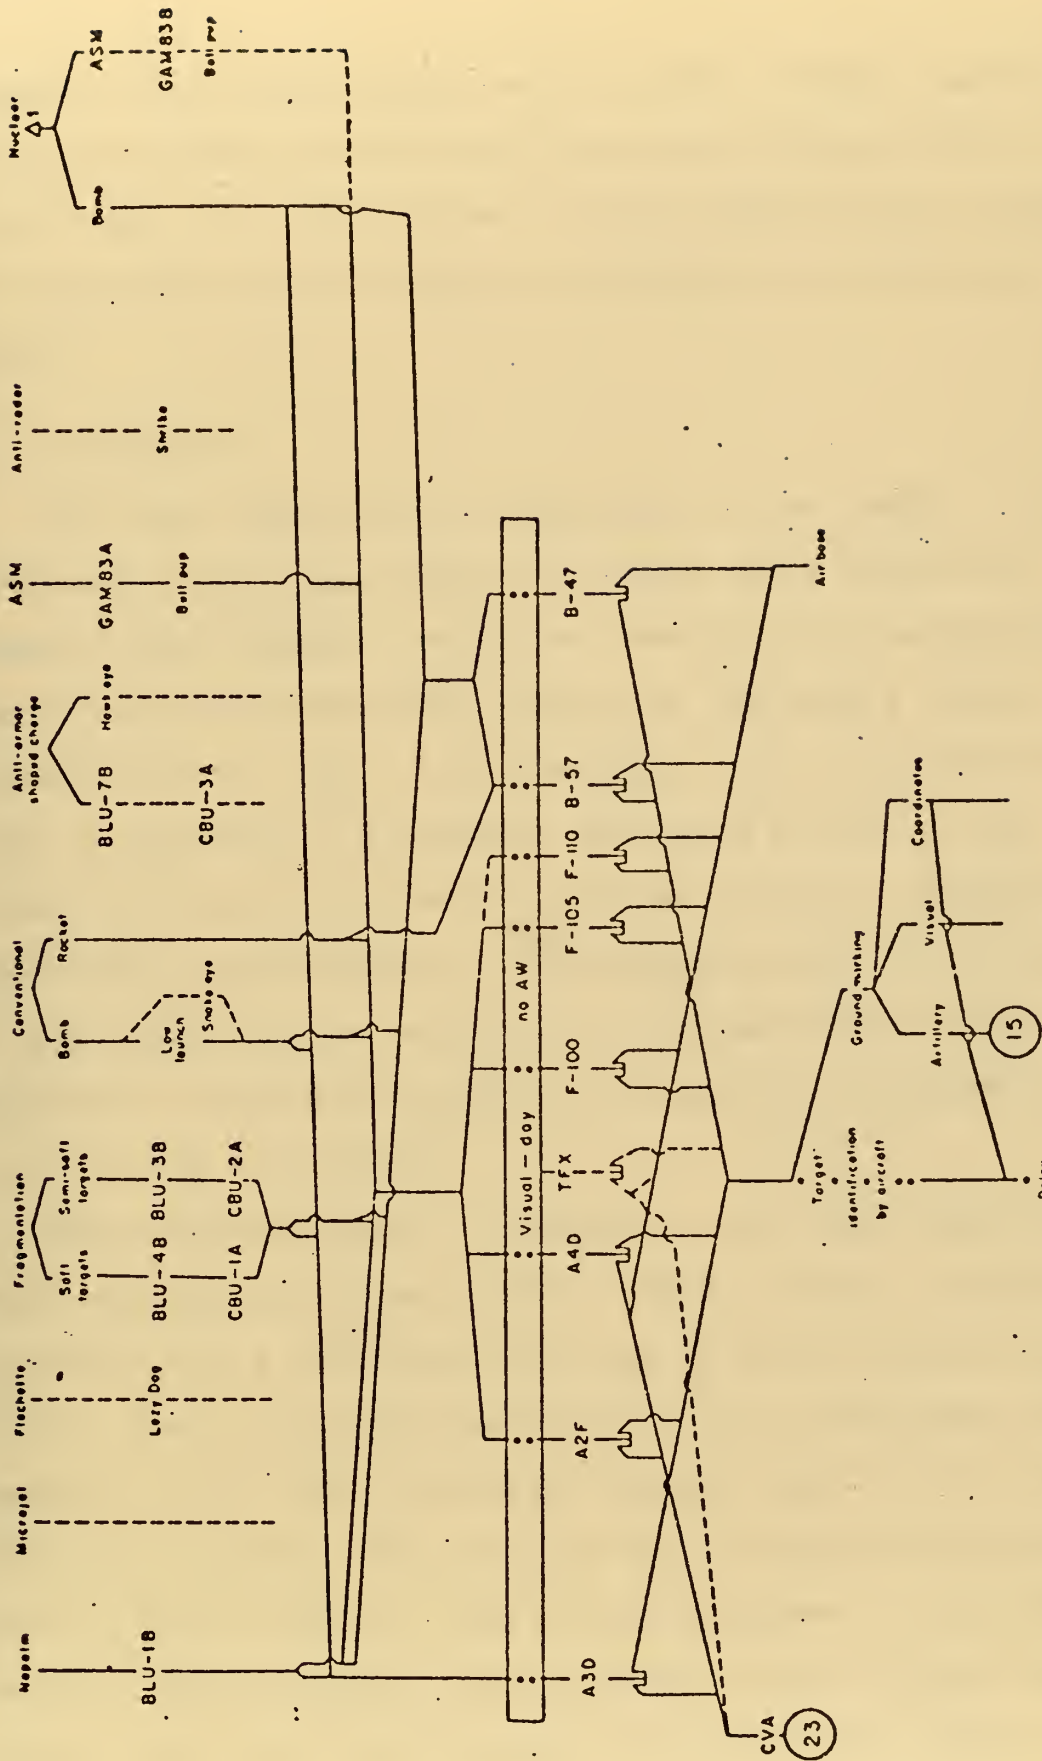 Napalm
BLU-1B
Microjet
Flechette
Lazy Dog
Fragmentation
Soft
targets
Semi-soft
targets
BLU-4B
BLU-3B
CBU-1A
CBU-2A
Conventional
Bomb
Rocket
Low
launch
Snake eye
Anti-armor
shaped charge
BLU-7B
Hawk eye
CBU-3A
ASM
GAM 83A
Bull pup
Anti-radar
Shrike
Nuclear
1
Bomb
ASM
GAM 83B
Bull pup
Visual — day
no AW
A3D
A2F
A4D
TFX
F-100
F-105
F-110
B-57
B-47
CVA
23
Air base
Target
identification
by aircraft
Ground marking
Artillery
Visual
Coordinates
15